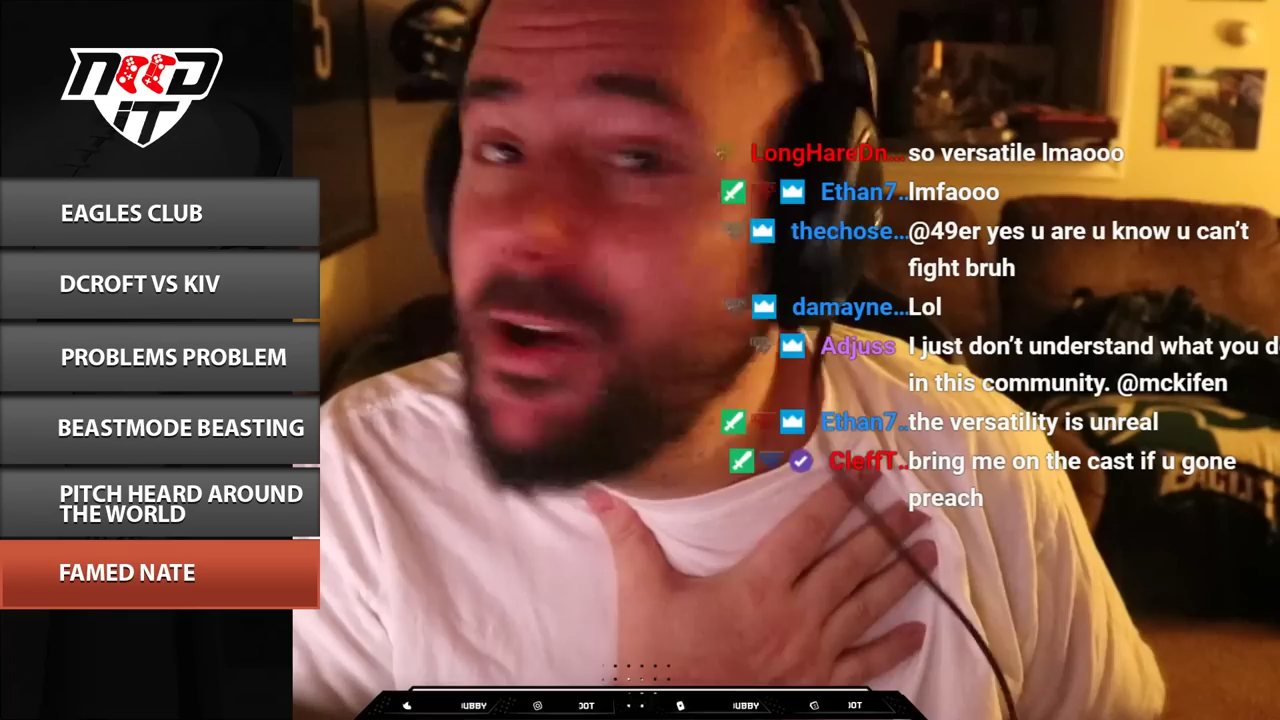 EAGLES CLUB
DCROFT VS KIV
PROBLEMS PROBLEM
BEASTMODE BEASTING
PITCH HEARD AROUND
THE WORLD
FAMED NATE
LongHareDn... so versatile lmaooo
Ethan7.. lmfaooo
thechose... @49er yes u are u know u can’t
fight bruh
damayne... Lol
Adjuss I just don’t understand what you d
in this community. @mckifen
Ethan7.. the versatility is unreal
CleffT.. bring me on the cast if u gone
preach
UBBY
UBBY